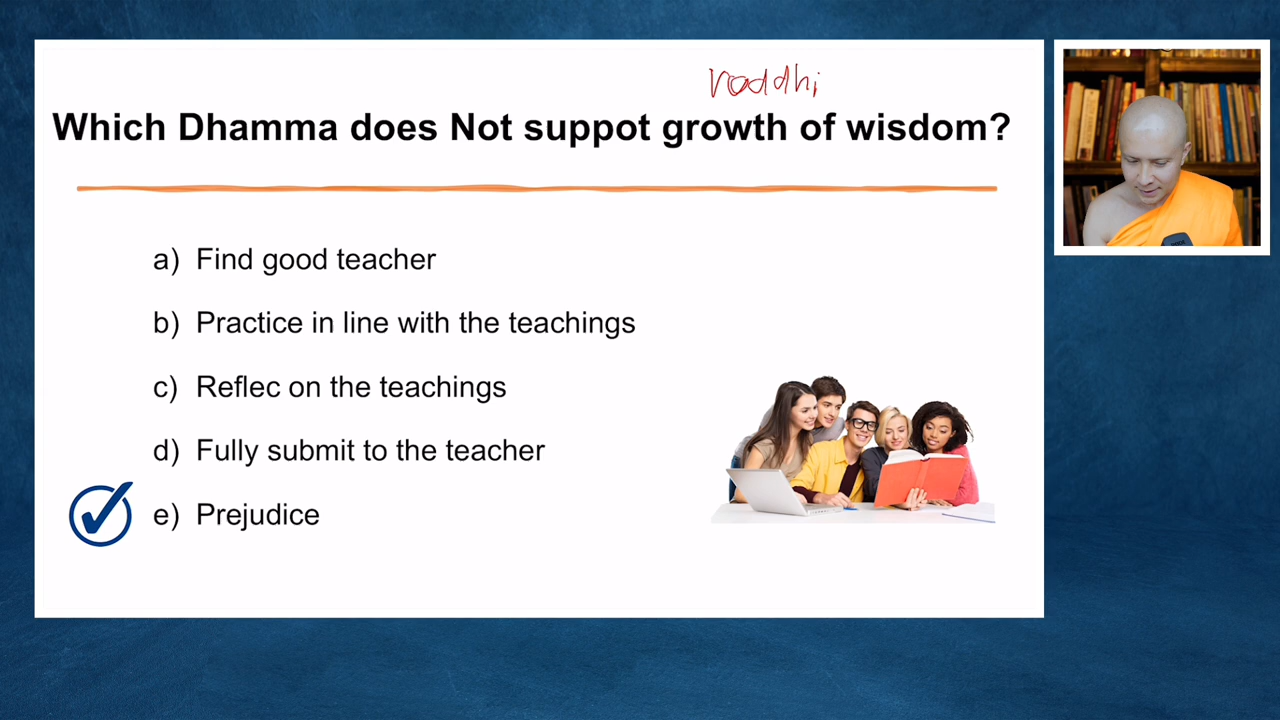 vaddhi
Which Dhamma does Not suppot growth of wisdom?
a) Find good teacher
b) Practice in line with the teachings
c) Reflec on the teachings
d) Fully submit to the teacher
e) Prejudice